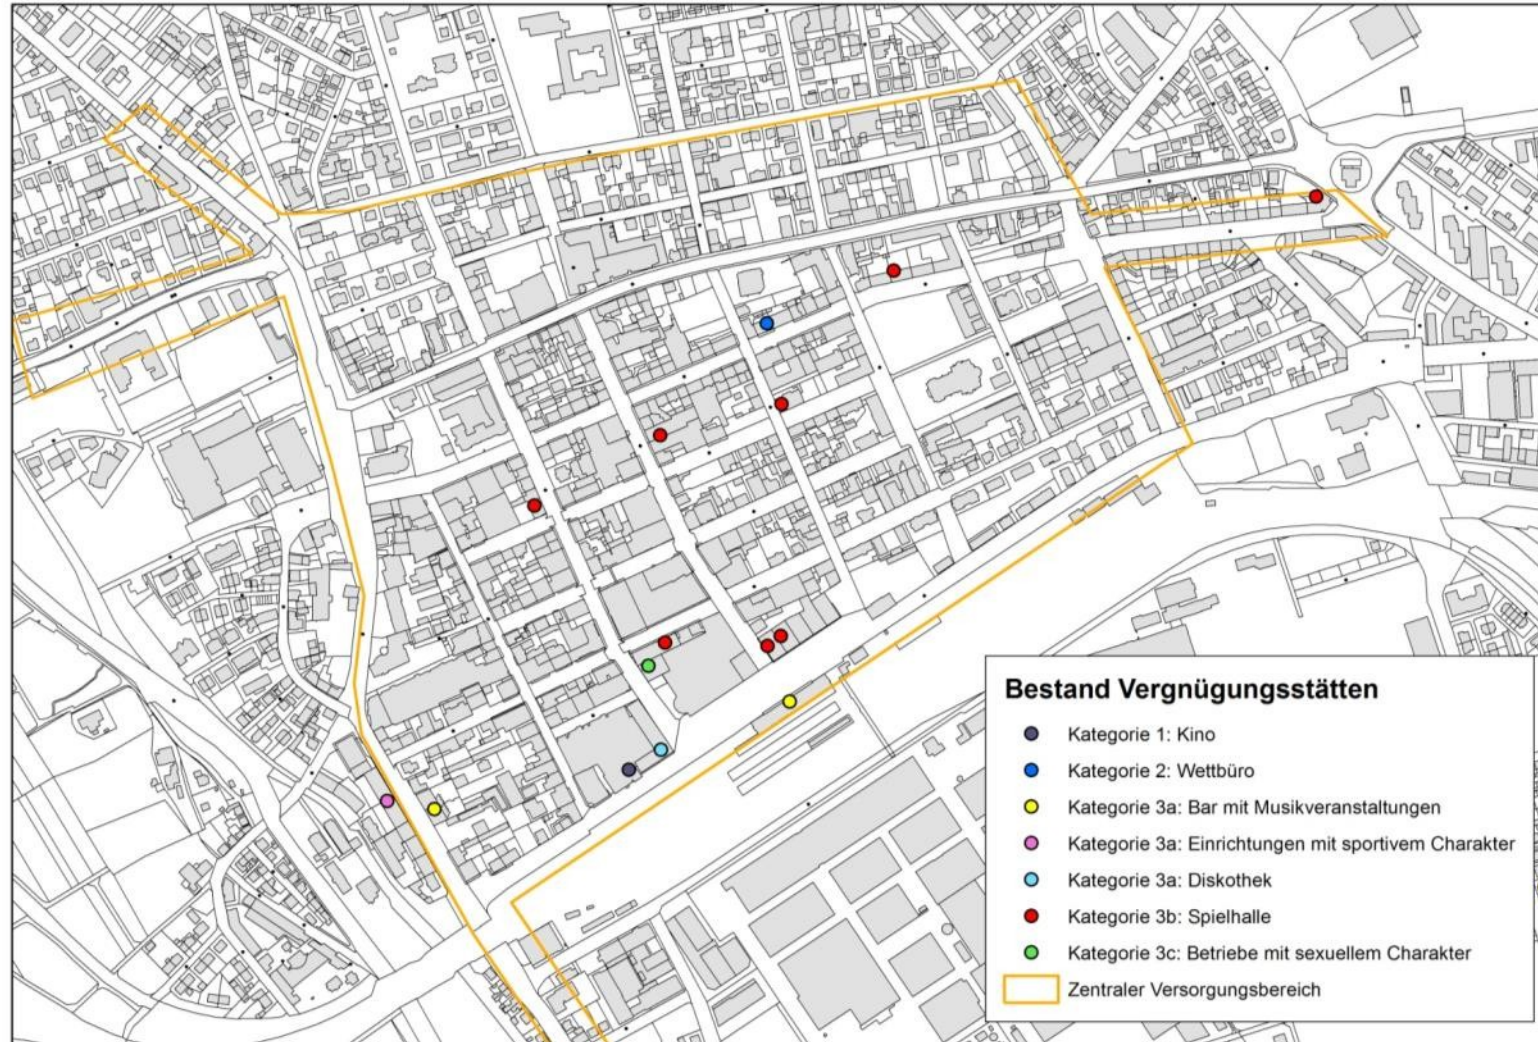 Bestand Vergnügungsstätten
Kategorie 1: Kino
Kategorie 2: Wettbüro
Kategorie 3a: Bar mit Musikveranstaltungen
Kategorie 3a: Einrichtungen mit sportivem Charakter
Kategorie 3a: Diskothek
Kategorie 3b: Spielhalle
Kategorie 3c: Betriebe mit sexuellem Charakter
Zentraler Versorgungsbereich